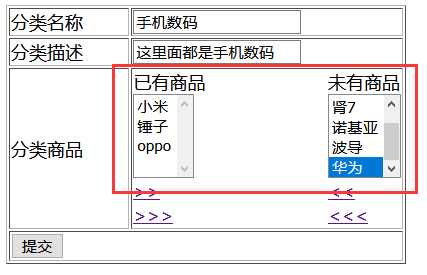 分类名称 手机数码
分类描述 这里面都是手机数码
分类商品
已有商品 未有商品
小米 肾7
锤子 诺基亚
oppo 波导
华为
>> <<
>>> <<<
提交